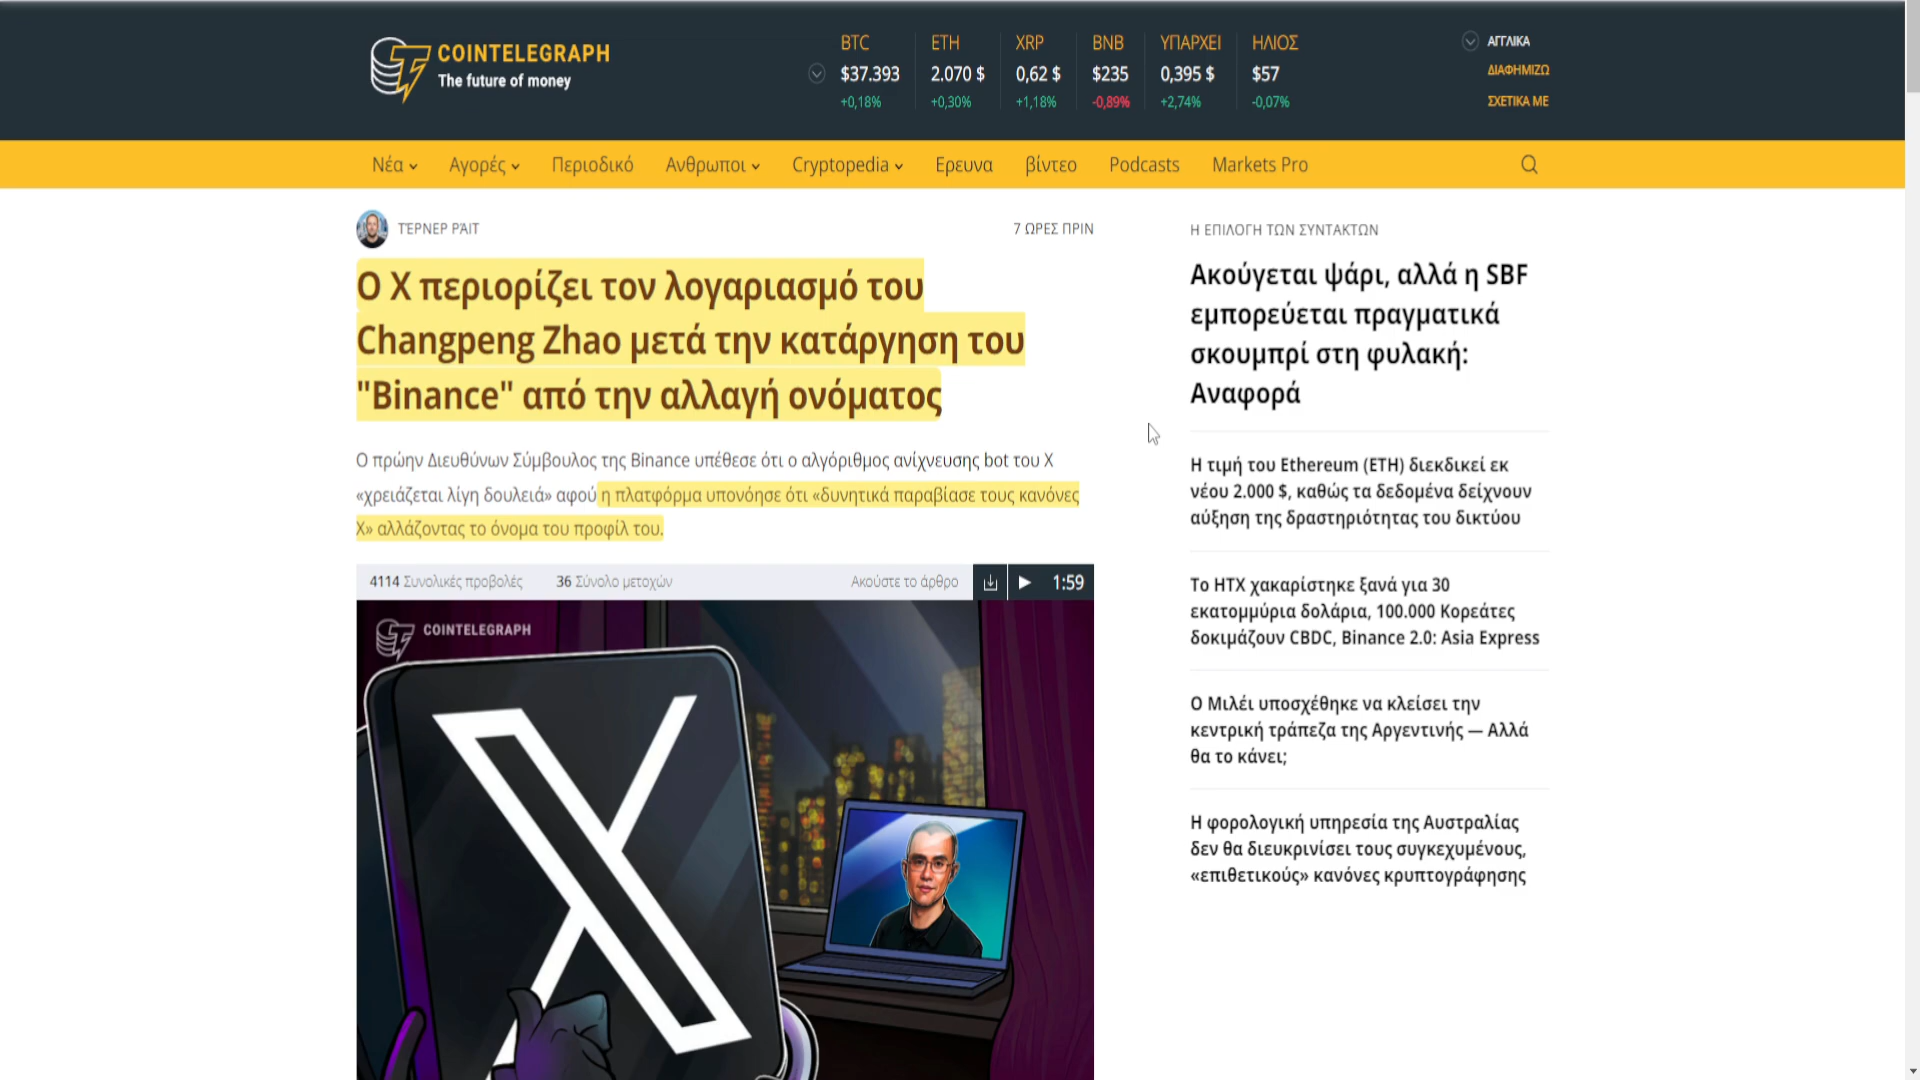 COINTELEGRAPH
The future of money
BTC
$37.393
+0,18%
ETH
2.070 $
+0,30%
XRP
0,62 $
+1,18%
BNB
$235
-0,89%
ΥΠΑΡΧΕΙ
0,395 $
+2,74%
ΗΛΙΟΣ
$57
-0,07%
ΑΓΓΛΙΚΑ
ΔΙΑΦΗΜΙΖΩ
ΣΧΕΤΙΚΑ ΜΕ
Νέα Αγορές Περιοδικό Ανθρωποι Cryptopedia Ερευνα βίντεο Podcasts Markets Pro
ΤΈΡΝΕΡ ΡΆΙΤ
7 ΩΡΕΣ ΠΡΙΝ
Ο Χ περιορίζει τον λογαριασμό του
Changpeng Zhao μετά την κατάργηση του
"Binance" από την αλλαγή ονόματος
Ο πρώην Διευθύνων Σύμβουλος της Binance υπέθεσε ότι ο αλγόριθμος ανίχνευσης bot του X
«χρειάζεται λίγη δουλειά» αφού η πλατφόρμα υπονόησε ότι «δυνητικά παραβίασε τους κανόνες
X» αλλάζοντας το όνομα του προφίλ του.
4114 Συνολικές προβολές 36 Σύνολο μετοχών Ακούστε το άρθρο 1:59
COINTELEGRAPH
Η ΕΠΙΛΟΓΗ ΤΩΝ ΣΥΝΤΑΚΤΩΝ
Ακούγεται ψάρι, αλλά η SBF
εμπορεύεται πραγματικά
σκουμπρί στη φυλακή:
Αναφορά
Η τιμή του Ethereum (ETH) διεκδικεί εκ
νέου 2.000 $, καθώς τα δεδομένα δείχνουν
αύξηση της δραστηριότητας του δικτύου
Το HTX χακαρίστηκε ξανά για 30
εκατομμύρια δολάρια, 100.000 Κορεάτες
δοκιμάζουν CBDC, Binance 2.0: Asia Express
Ο Μιλέι υποσχέθηκε να κλείσει την
κεντρική τράπεζα της Αργεντινής — Αλλά
θα το κάνει;
Η φορολογική υπηρεσία της Αυστραλίας
δεν θα διευκρινίσει τους συγκεχυμένους,
«επιθετικούς» κανόνες κρυπτογράφησης